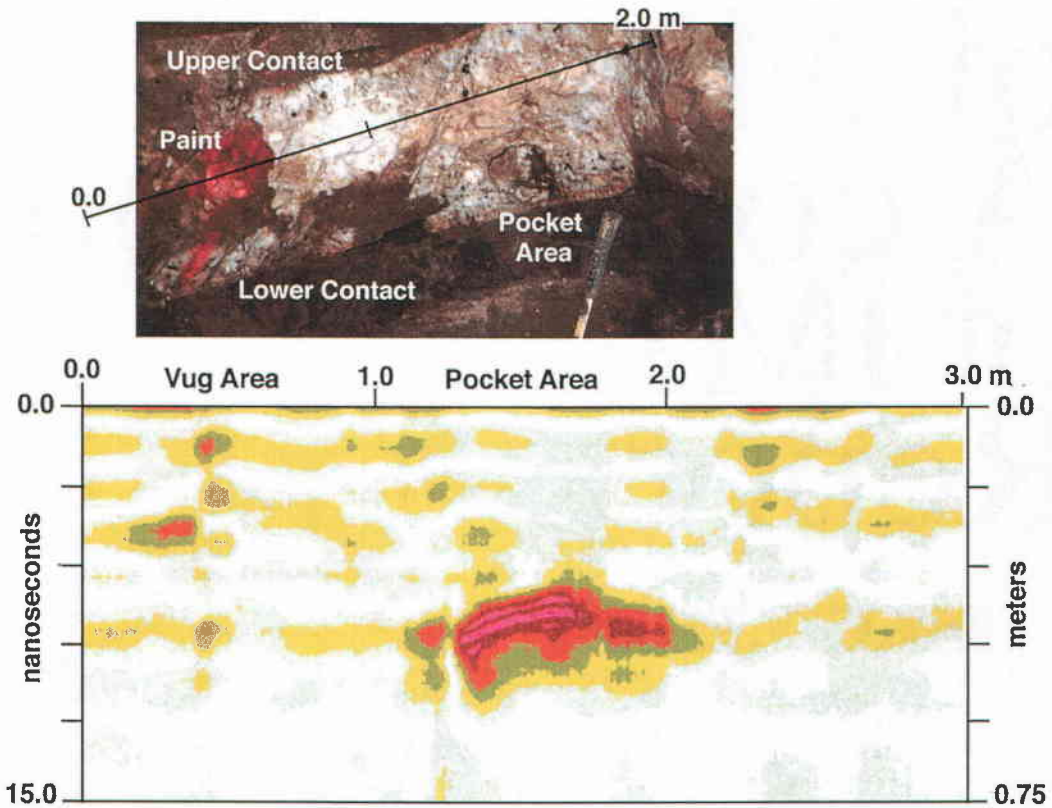 2.0 m
Upper Contact
Paint
0.0
Pocket
Area
Lower Contact
0.0 Vug Area 1.0 Pocket Area 2.0 3.0 m
0.0 0.0
nanoseconds
meters
15.0 0.75